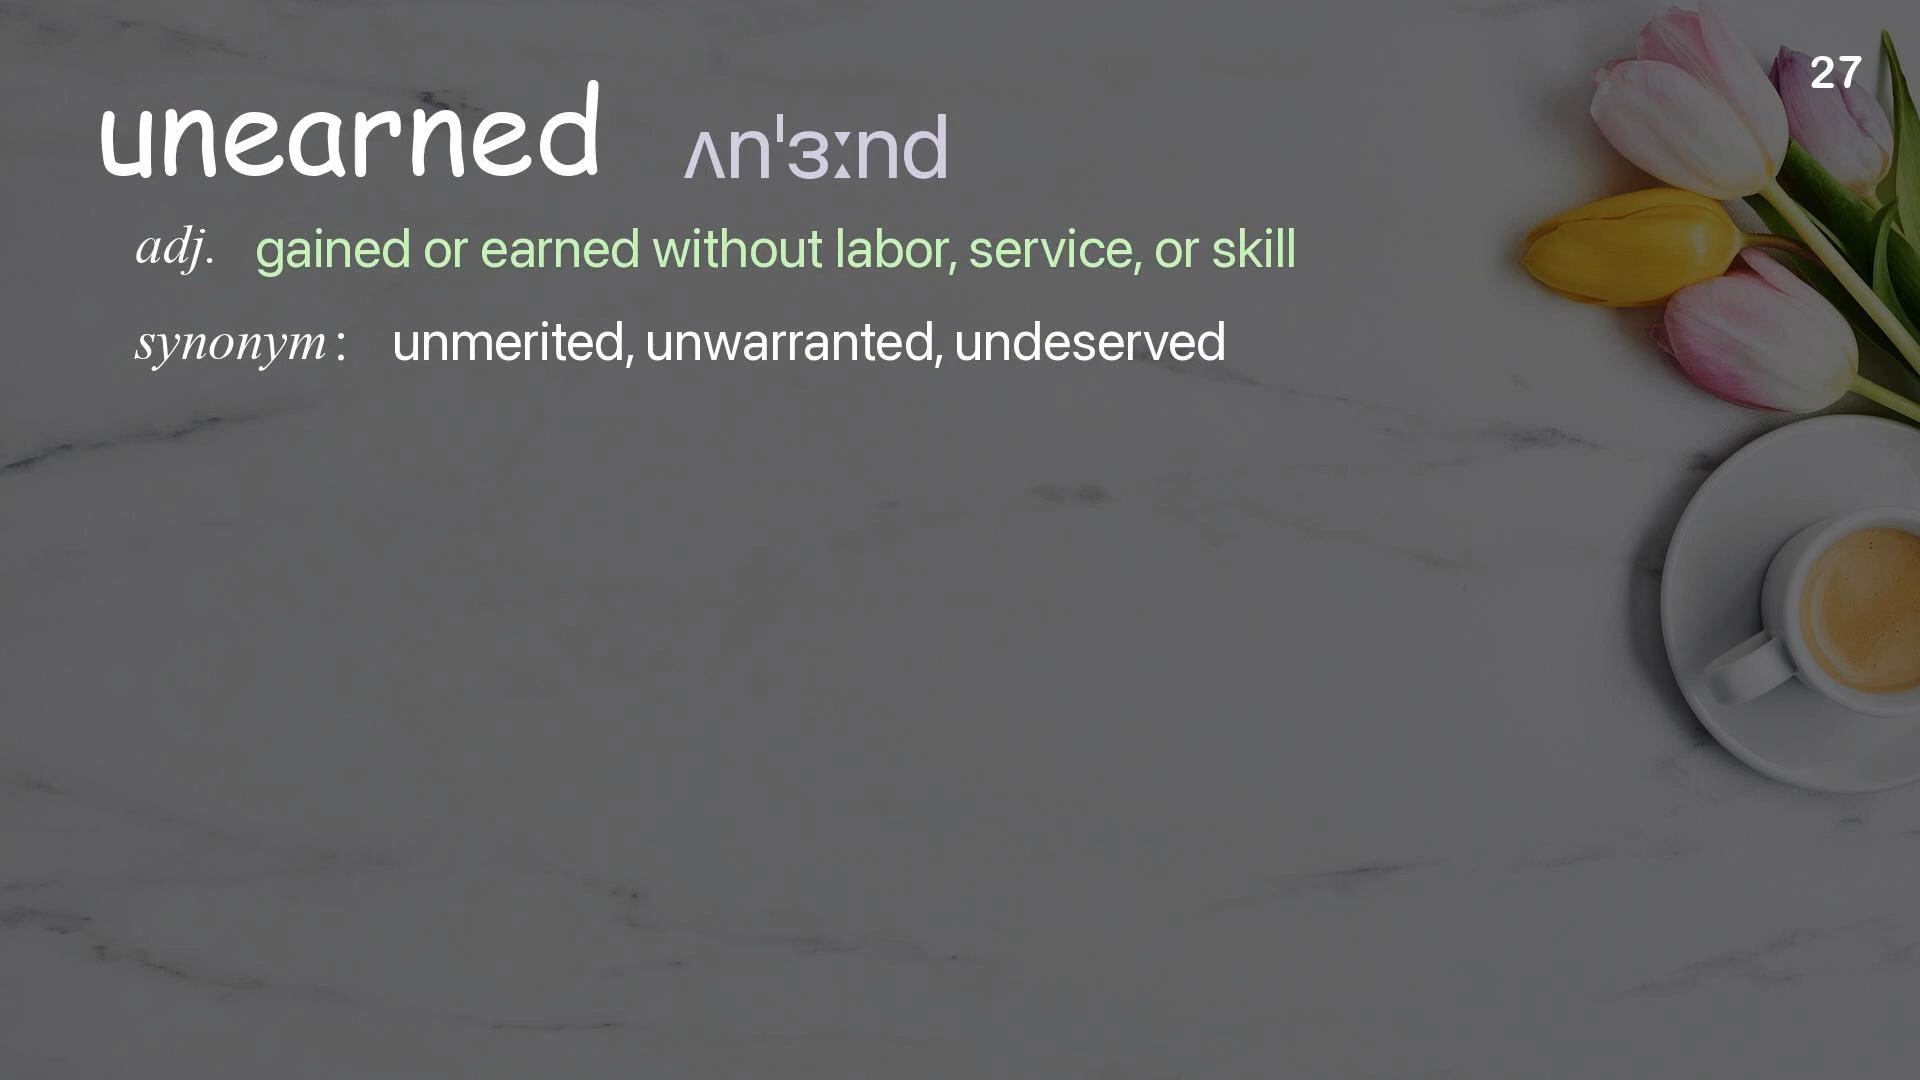 27
unearned ʌnˈɜːnd
adj. gained or earned without labor, service, or skill
synonym: unmerited, unwarranted, undeserved